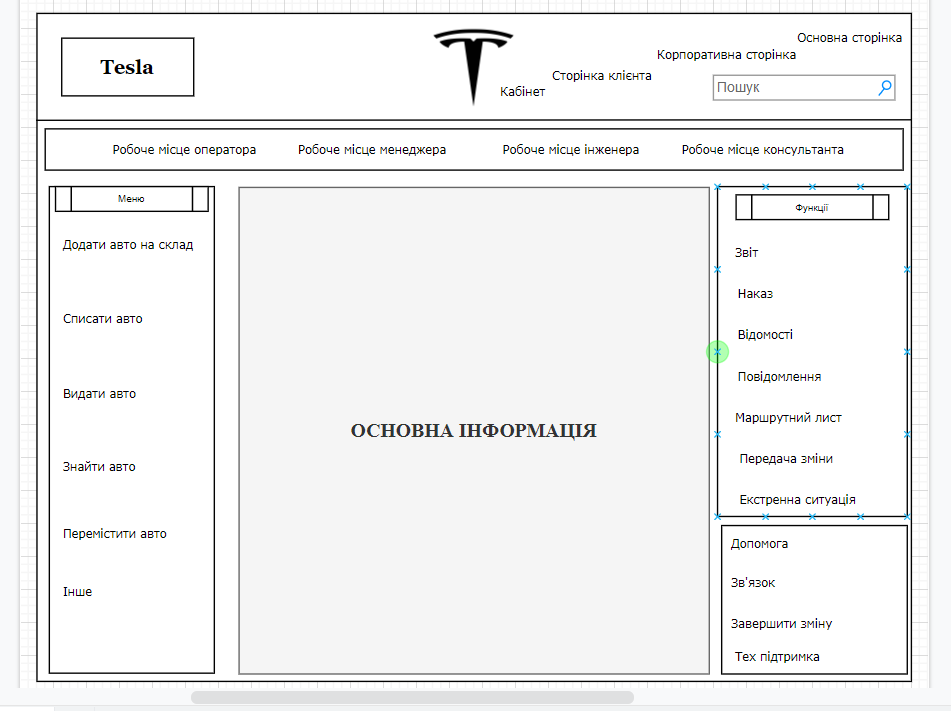 Tesla
Основна сторінка
Корпоративна сторінка
Сторінка клієнта
Кабінет
Пошук
Робоче місце оператора
Робоче місце менеджера
Робоче місце інженера
Робоче місце консультанта
Меню
Додати авто на склад
Списати авто
Видати авто
Знайти авто
Перемістити авто
Інше
ОСНОВНА ІНФОРМАЦІЯ
Функції
Звіт
Наказ
Відомості
Повідомлення
Маршрутний лист
Передача зміни
Екстренна ситуація
Допомога
Зв'язок
Завершити зміну
Тех підтримка